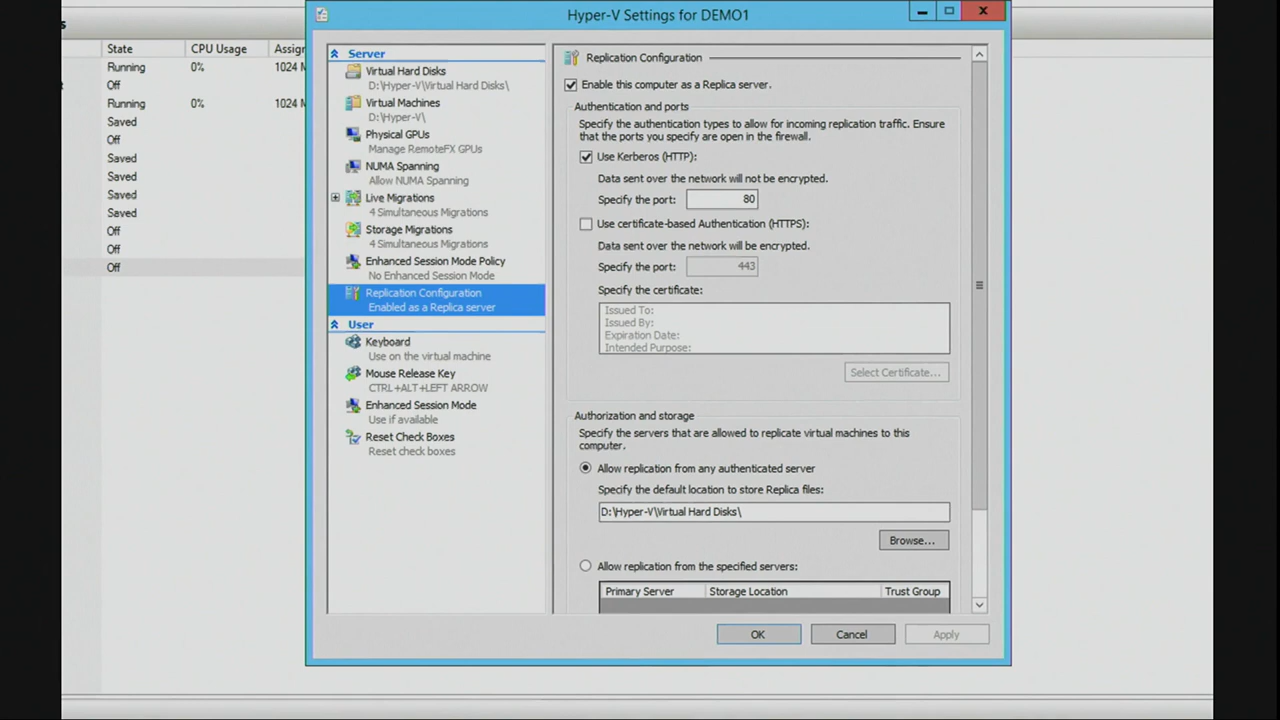 Hyper-V Settings for DEMO1
s
State CPU Usage Assign
Running 0% 1024 M
Off
Running 0% 1024 M
Saved
Off
Saved
Saved
Saved
Saved
Off
Off
Off
Server
Virtual Hard Disks
D:\Hyper-V\Virtual Hard Disks\
Virtual Machines
D:\Hyper-V\
Physical GPUs
Manage RemoteFX GPUs
NUMA Spanning
Allow NUMA Spanning
Live Migrations
4 Simultaneous Migrations
Storage Migrations
4 Simultaneous Migrations
Enhanced Session Mode Policy
No Enhanced Session Mode
Replication Configuration
Enabled as a Replica server
User
Keyboard
Use on the virtual machine
Mouse Release Key
CTRL+ALT+LEFT ARROW
Enhanced Session Mode
Use if available
Reset Check Boxes
Reset check boxes
Replication Configuration
Enable this computer as a Replica server.
Authentication and ports
Specify the authentication types to allow for incoming replication traffic. Ensure
that the ports you specify are open in the firewall.
Use Kerberos (HTTP):
Data sent over the network will not be encrypted.
Specify the port: 80
Use certificate-based Authentication (HTTPS):
Data sent over the network will be encrypted.
Specify the port: 443
Specify the certificate:
Issued To:
Issued By:
Expiration Date:
Intended Purpose:
Select Certificate...
Authorization and storage
Specify the servers that are allowed to replicate virtual machines to this
computer.
Allow replication from any authenticated server
Specify the default location to store Replica files:
D:\Hyper-V\Virtual Hard Disks\
Browse...
Allow replication from the specified servers:
Primary Server Storage Location Trust Group
OK Cancel Apply